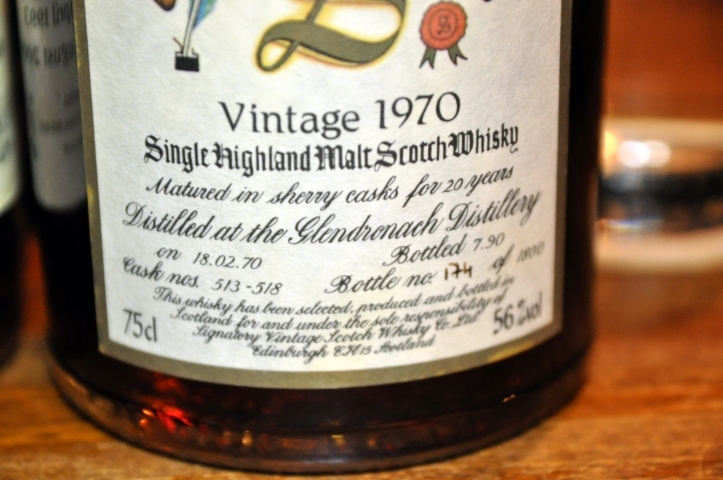 S
Vintage 1970
Single Highland Malt Scotch Whisky
Matured in sherry casks for 20 years
Distilled at the Glendronach Distillery
on 18.02.70 Bottled 7.90
Cask nos. 513-518 Bottle no. 174 of 1800
This whisky has been selected, produced and bottled in
Scotland for and under the sole responsibility of
Signatory Vintage Scotch Whisky Co. Ltd
Edinburgh EH15 Scotland
75cl
56%vol